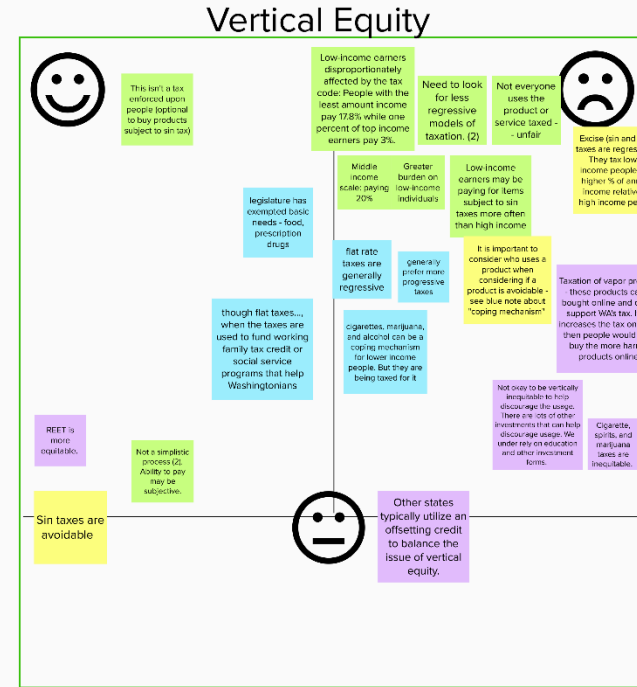 Vertical Equity
This isn't a tax
enforced upon
people (optional
to buy products
subject to sin tax)
Low-income earners
disproportionately
affected by the tax
code: People with the
least amount income
pay 17.8% while one
percent of top income
earners pay 3%.
Need to look
for less
regressive
models of
taxation. (2)
Not everyone
uses the
product or
service taxed -
- unfair
Excise (sin and
taxes are
They tax low
income people
higher % of
income
high income
Middle
income
scale: paying
20%
Greater
burden on
low-income
individuals
Low-income
earners may be
paying for items
subject to sin
taxes more often
than high income
legislature has
exempted basic
needs - food,
prescription
drugs
flat rate
taxes are
generally
regressive
generally
prefer more
progressive
taxes
It is important to
consider who uses a
product when
considering if a
product is avoidable -
see blue note about
"coping mechanism"
Taxation of vapor
- these products
bought online and
support WA's tax.
increases the tax
then people would
buy the more
products online
though flat taxes...,
when the taxes are
used to fund working
family tax credit or
social service
programs that help
Washingtonians
cigarettes, marijuana,
and alcohol can be a
coping mechanism
for lower income
people. But they are
being taxed for it
Not okay to be vertically
inequitable to help
discourage the usage.
There are lots of other
investments that can help
discourage usage. We
under rely on education
and other investment
forms.
Cigarette,
spirits, and
marijuana
taxes are
inequitable.
REET is
more
equitable.
Not a simplistic
process (2).
Ability to pay
may be
subjective.
Sin taxes are
avoidable
Other states
typically utilize an
offsetting credit
to balance the
issue of vertical
equity.